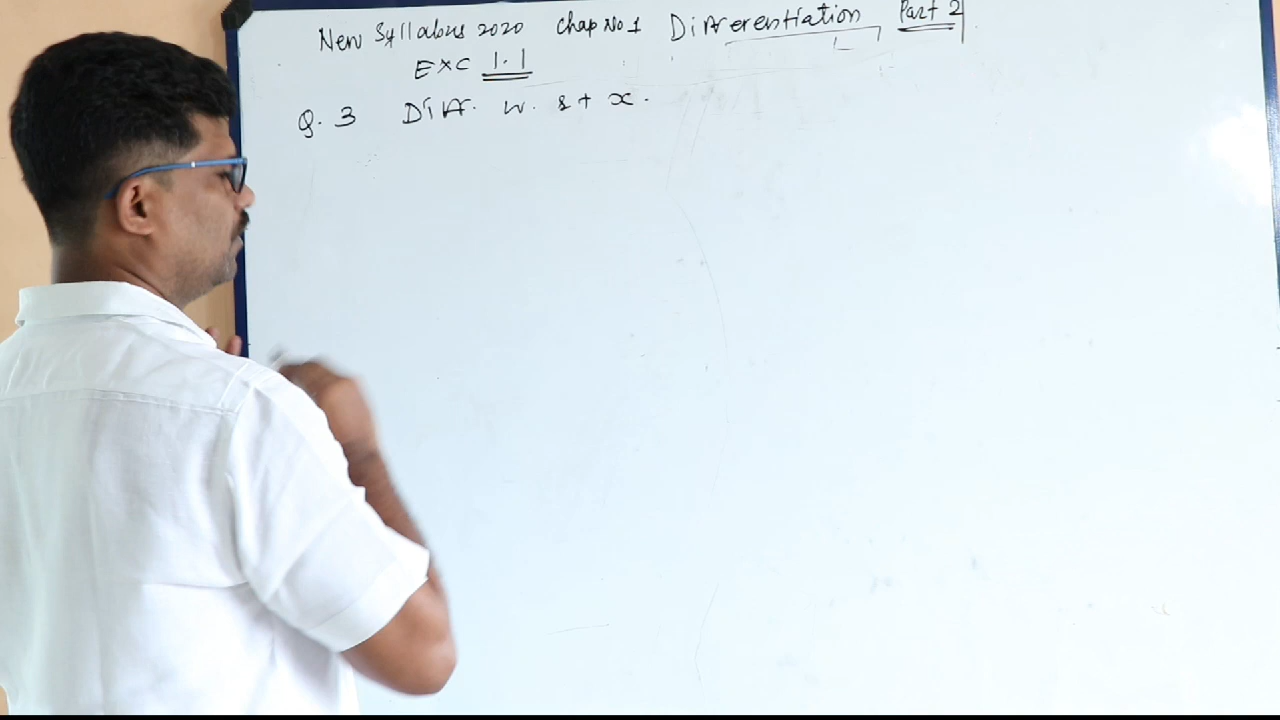 New Syllabus 2020 Chap No 1 Differentiation Part 2
EXC 1.1
Q. 3 Diff. w. r + x.